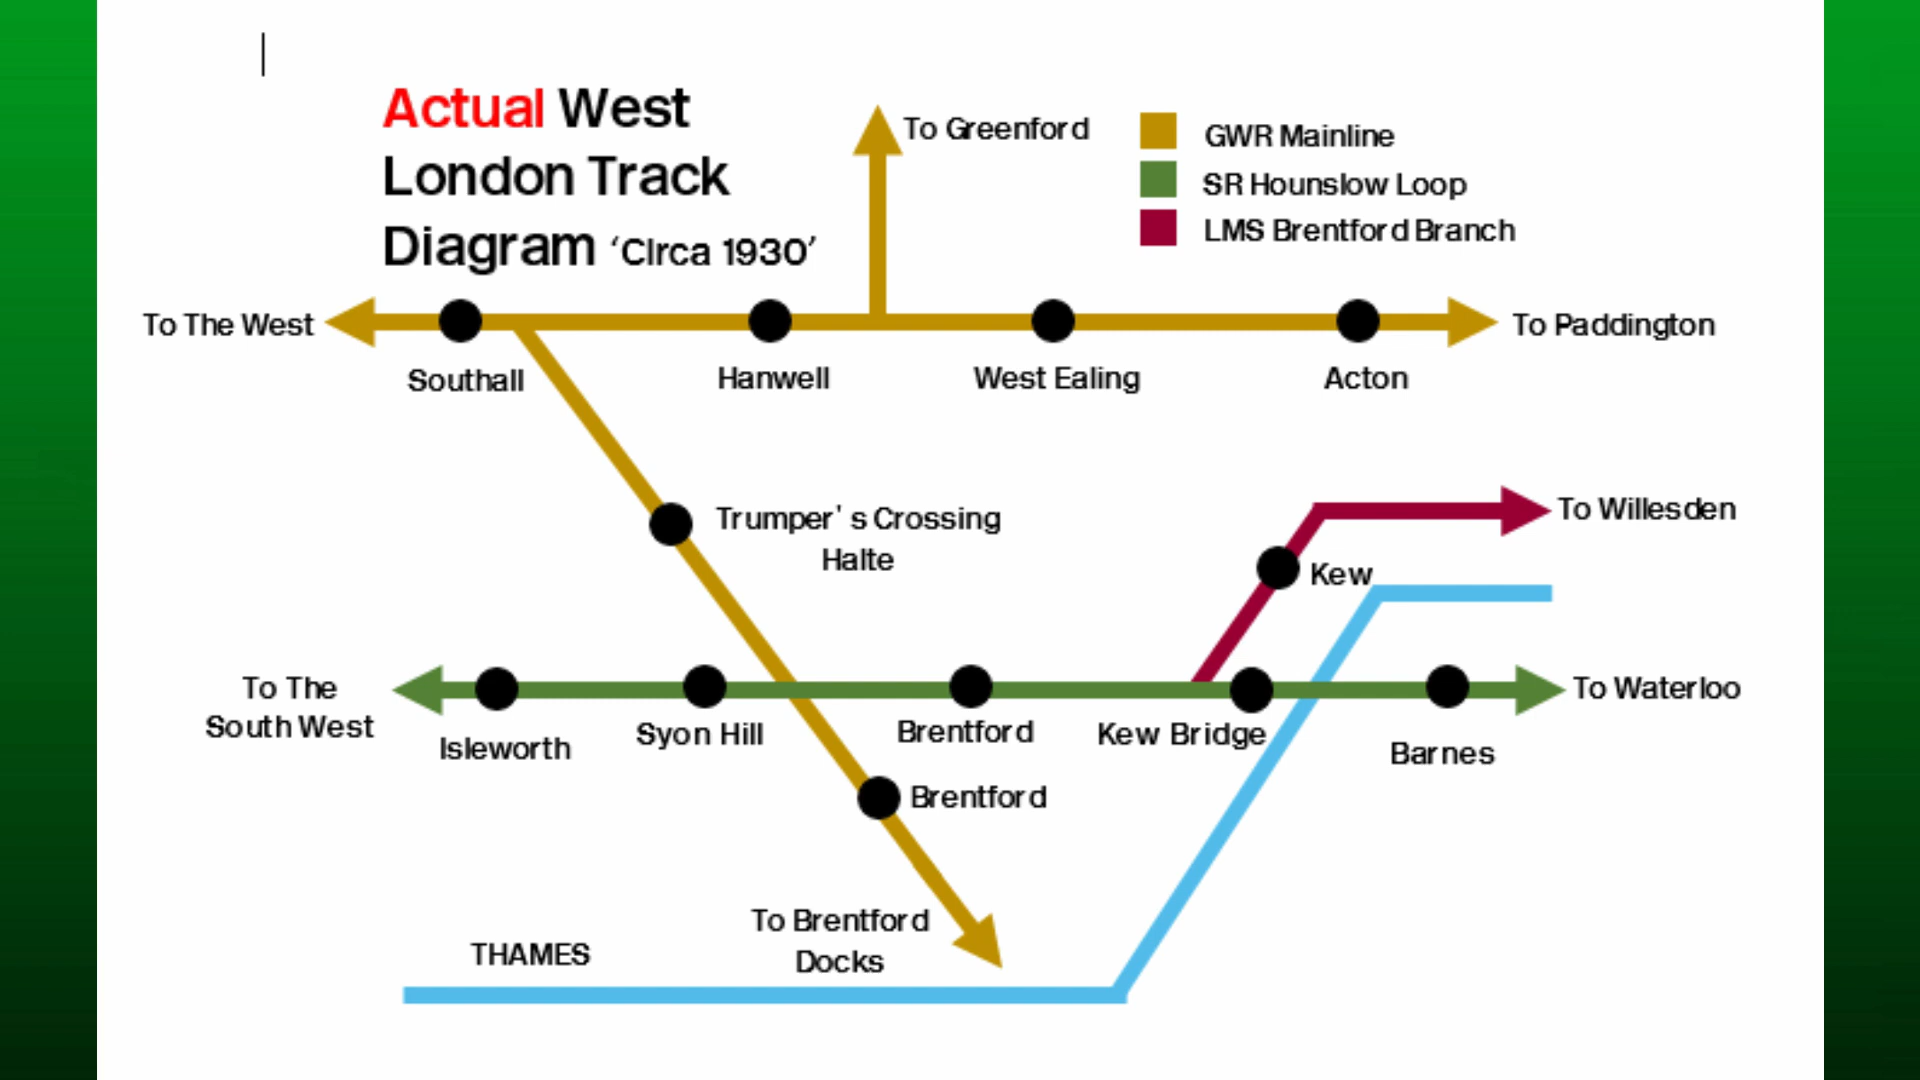 Actual West
London Track
Diagram ‘CIrca 1930’
To Greenford
GWR Mainline
SR Hounslow Loop
LMS Brentford Branch
To The West
To Paddington
Southall
Hanwell
West Ealing
Acton
Trumper's Crossing
Halte
To Willesden
Kew
To The
South West
To Waterloo
Isleworth
Syon Hill
Brentford
Kew Bridge
Barnes
Brentford
To Brentford
Docks
THAMES